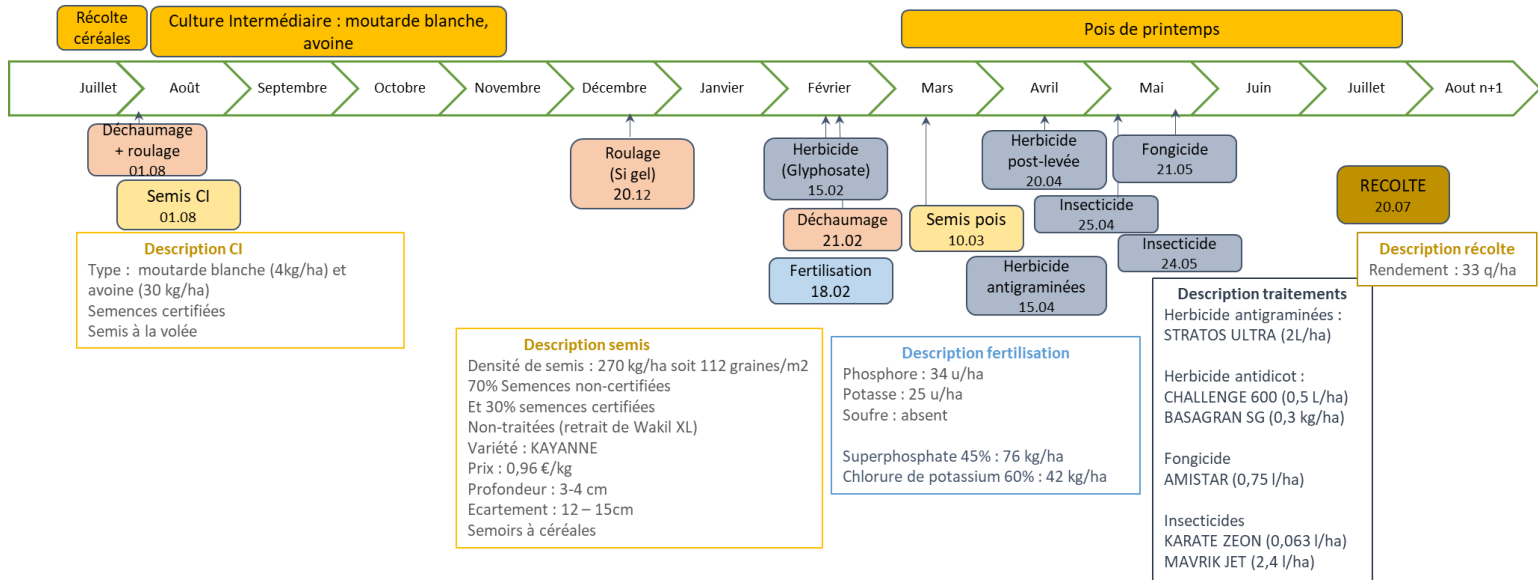 Récolte
céréales
Culture Intermédiaire : moutarde blanche,
avoine
Pois de printemps
Juillet
Août
Septembre
Octobre
Novembre
Décembre
Janvier
Février
Mars
Avril
Mai
Juin
Juillet
Aout n+1
Déchaumage
+ roulage
01.08
Semis CI
01.08
Roulage
(Si gel)
20.12
Herbicide
(Glyphosate)
15.02
Déchaumage
21.02
Fertilisation
18.02
Semis pois
10.03
Herbicide
post-levée
20.04
Herbicide
antigraminées
15.04
Insecticide
25.04
Fongicide
21.05
Insecticide
24.05
RECOLTE
20.07
Description CI
Type : moutarde blanche (4kg/ha) et
avoine (30 kg/ha)
Semences certifiées
Semis à la volée
Description semis
Densité de semis : 270 kg/ha soit 112 graines/m2
70% Semences non-certifiées
Et 30% semences certifiées
Non-traitées (retrait de Wakil XL)
Variété : KAYANNE
Prix : 0,96 €/kg
Profondeur : 3-4 cm
Ecartement : 12 – 15cm
Semoirs à céréales
Description fertilisation
Phosphore : 34 u/ha
Potasse : 25 u/ha
Soufre : absent
Superphosphate 45% : 76 kg/ha
Chlorure de potassium 60% : 42 kg/ha
Description traitements
Herbicide antigraminées :
STRATOS ULTRA (2L/ha)
Herbicide antidicot :
CHALLENGE 600 (0,5 L/ha)
BASAGRAN SG (0,3 kg/ha)
Fongicide
AMISTAR (0,75 l/ha)
Insecticides
KARATE ZEON (0,063 l/ha)
MAVRIK JET (2,4 l/ha)
Description récolte
Rendement : 33 q/ha